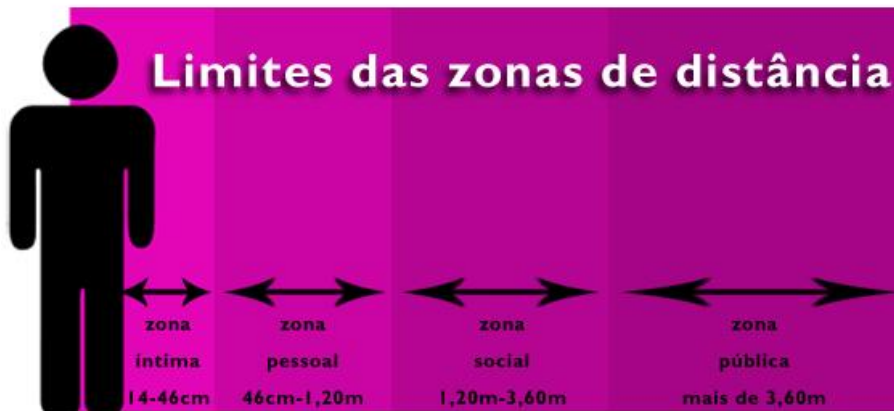 Limites das zonas de distância
zona
íntima
14-46cm
zona
pessoal
46cm-1,20m
zona
social
1,20m-3,60m
zona
pública
mais de 3,60m